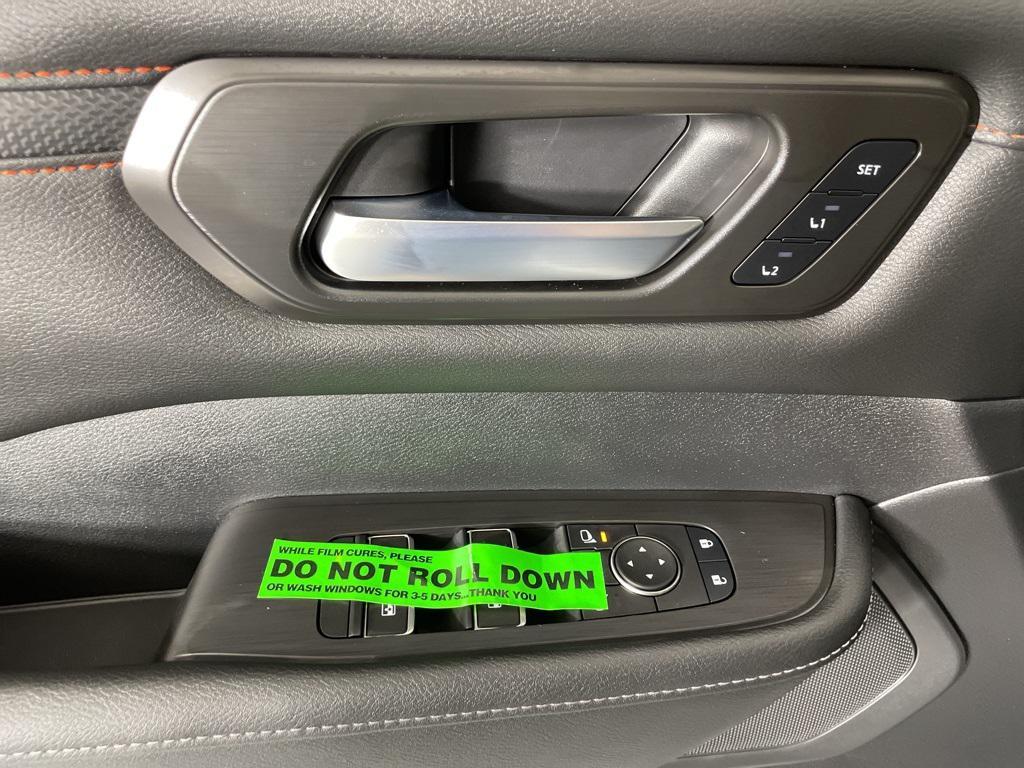 SET
1
2
WHILE FILM CURES, PLEASE
DO NOT ROLL DOWN
OR WASH WINDOWS FOR 3-5 DAYS...THANK YOU